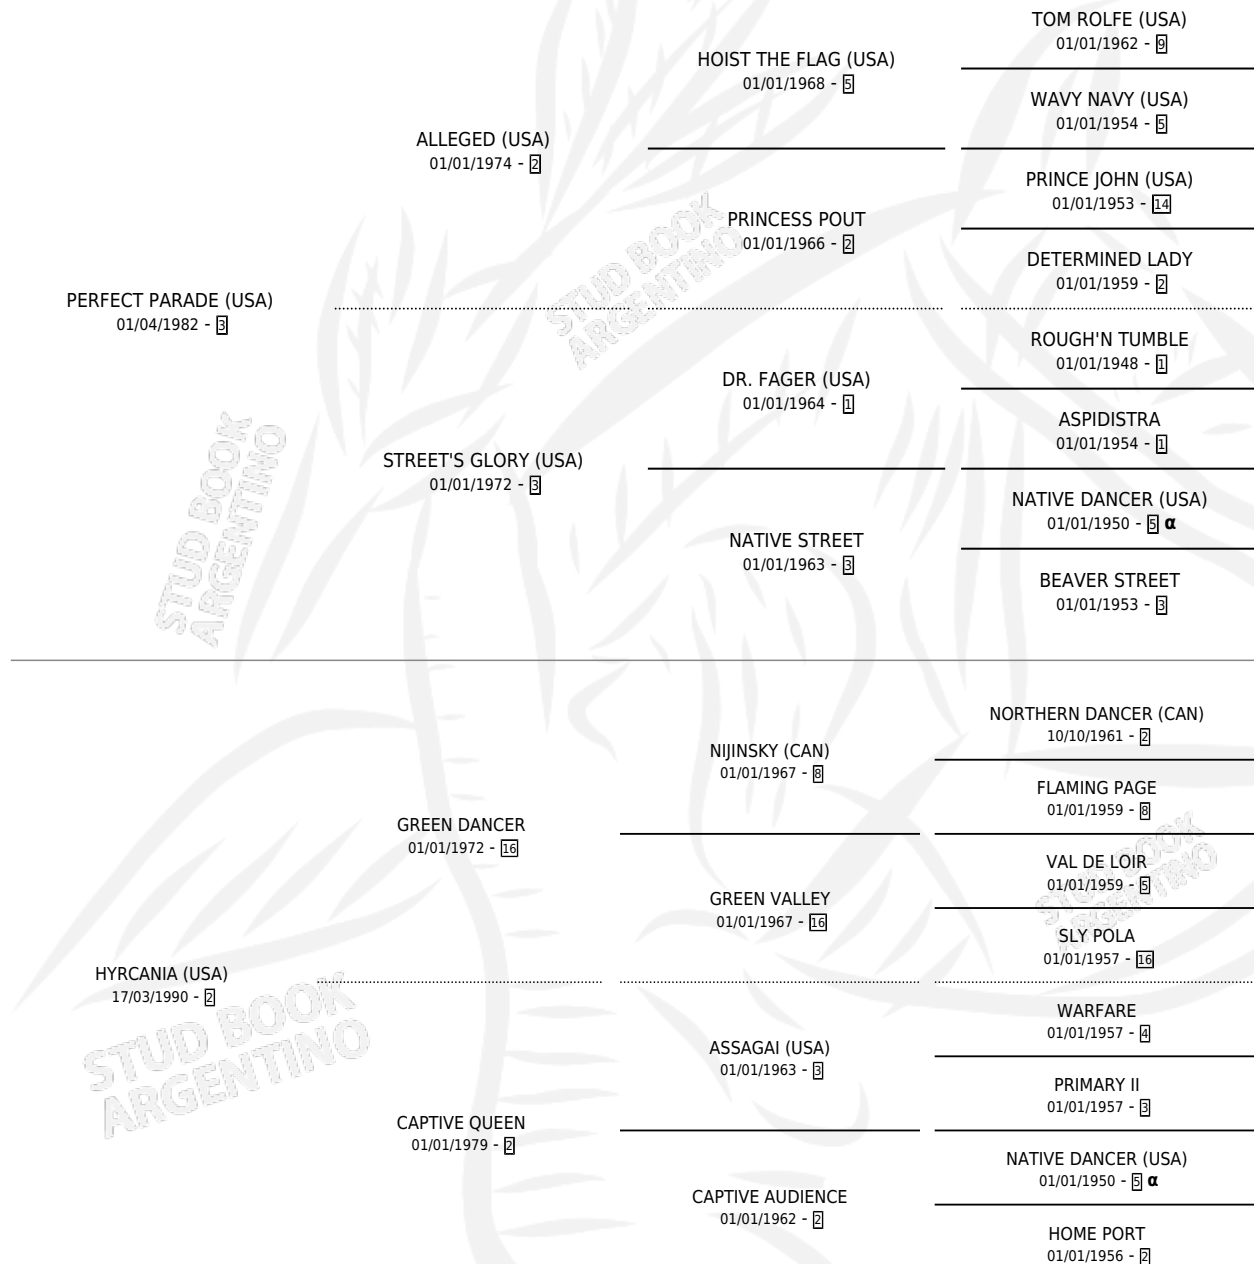 TOM ROLFE (USA)
01/01/1962 - 9
HOIST THE FLAG (USA)
01/01/1968 - 5
WAVY NAVY (USA)
01/01/1954 - 5
ALLEGED (USA)
01/01/1974 - 2
PRINCE JOHN (USA)
01/01/1953 - 14
PRINCESS POUT
01/01/1966 - 2
DETERMINED LADY
01/01/1959 - 2
PERFECT PARADE (USA)
01/04/1982 - 3
ROUGH'N TUMBLE
01/01/1948 - 1
DR. FAGER (USA)
01/01/1964 - 1
ASPIDISTRA
01/01/1954 - 1
STREET'S GLORY (USA)
01/01/1972 - 3
NATIVE DANCER (USA)
01/01/1950 - 5 α
NATIVE STREET
01/01/1963 - 3
BEAVER STREET
01/01/1953 - 3
NORTHERN DANCER (CAN)
10/10/1961 - 2
NIJINSKY (CAN)
01/01/1967 - 8
FLAMING PAGE
01/01/1959 - 8
GREEN DANCER
01/01/1972 - 16
VAL DE LOIR
01/01/1959 - 5
GREEN VALLEY
01/01/1967 - 16
SLY POLA
01/01/1957 - 16
HYRCANIA (USA)
17/03/1990 - 2
WARFARE
01/01/1957 - 4
ASSAGAI (USA)
01/01/1963 - 3
PRIMARY II
01/01/1957 - 3
CAPTIVE QUEEN
01/01/1979 - 2
NATIVE DANCER (USA)
01/01/1950 - 5 α
CAPTIVE AUDIENCE
01/01/1962 - 2
HOME PORT
01/01/1956 - 2
STUD BOOK
ARGENTINO
STUD BOOK
ARGENTINO
STUD BOOK
ARGENTINO
STUD BOOK
ARGENTINO